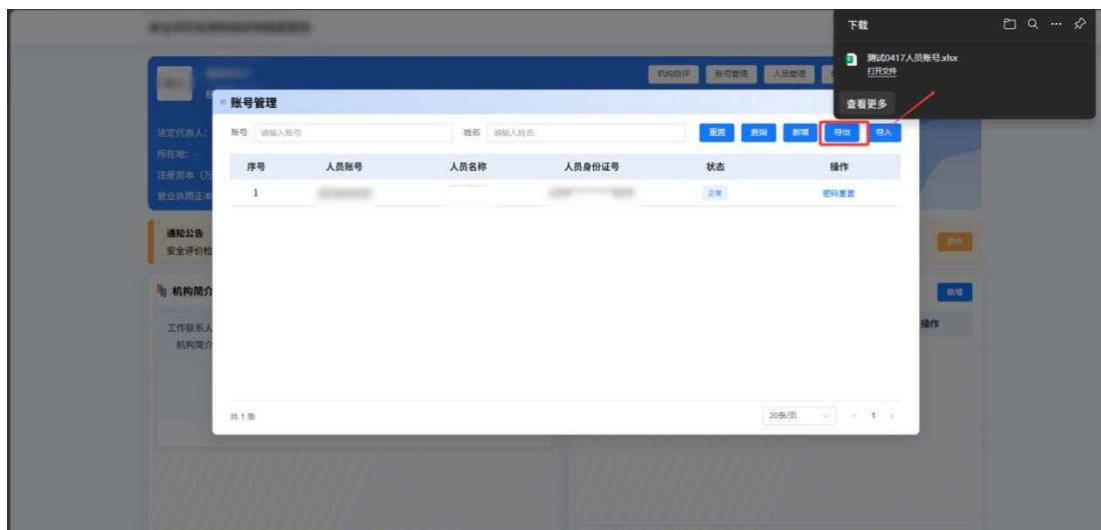 下载
测试0417人员账号.xlsx
打开文件
查看更多
机构自评 账号管理 人员管理
账号管理
账号 请输入账号 姓名 请输入姓名 重置 查询 新增 导出 导入
序号 人员账号 人员名称 人员身份证号 状态 操作
1 正常 密码重置
共 1 条 20条/页 1
法定代表人:
所在地: -
注册资本（万
营业执照正本
通知公告
安全评价检
更多
机构简介
新增
工作联系人
操作
机构简介